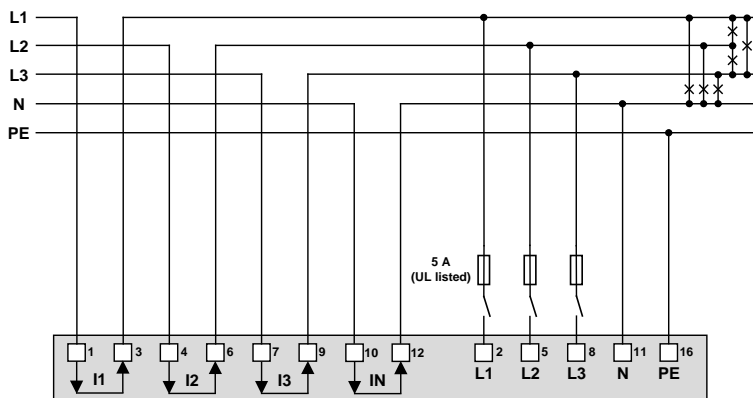 L1
L2
L3
N
PE
5 A
(UL listed)
1 3 4 6 7 9 10 12 2 5 8 11 16
I1 I2 I3 IN L1 L2 L3 N PE